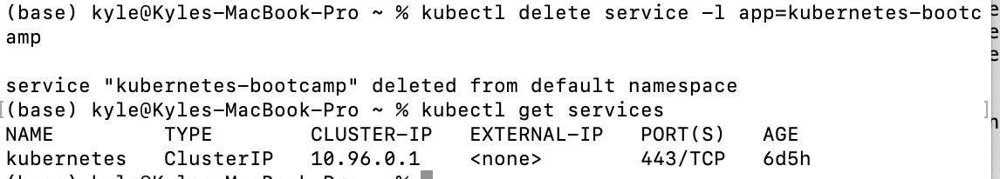 (base) kyle@Kyles-MacBook-Pro ~ % kubectl delete service -l app=kubernetes-bootc
amp
service "kubernetes-bootcamp" deleted from default namespace
[(base) kyle@Kyles-MacBook-Pro ~ % kubectl get services ]
NAME TYPE CLUSTER-IP EXTERNAL-IP PORT(S) AGE
kubernetes ClusterIP 10.96.0.1 <none> 443/TCP 6d5h
(base) kyle@Kyles-MacBook-Pro ~ %